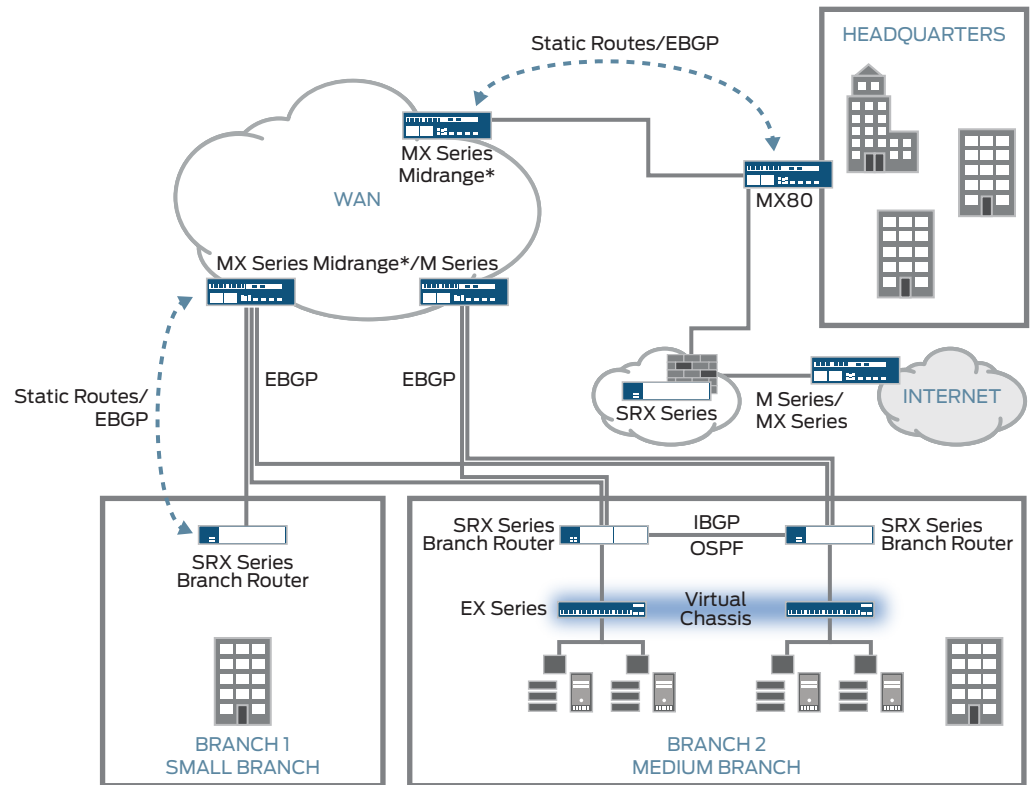 Static Routes/EBGP
HEADQUARTERS
MX Series
Midrange*
WAN
MX80
MX Series Midrange*/M Series
EBGP
EBGP
Static Routes/
EBGP
SRX Series
M Series/
MX Series
INTERNET
SRX Series
Branch Router
SRX Series
Branch Router
IBGP
OSPF
SRX Series
Branch Router
EX Series
Virtual
Chassis
BRANCH 1
SMALL BRANCH
BRANCH 2
MEDIUM BRANCH